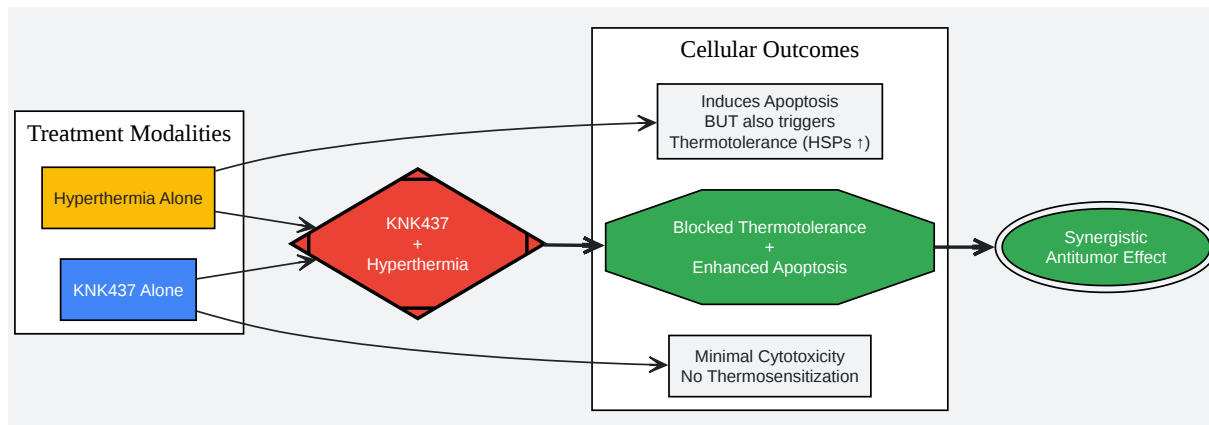 Treatment Modalities
Hyperthermia Alone
KNK437 Alone
KNK437
+
Hyperthermia
Cellular Outcomes
Induces Apoptosis
BUT also triggers
Thermotolerance (HSPs ↑)
Blocked Thermotolerance
+
Enhanced Apoptosis
Minimal Cytotoxicity
No Thermosensitization
Synergistic
Antitumor Effect